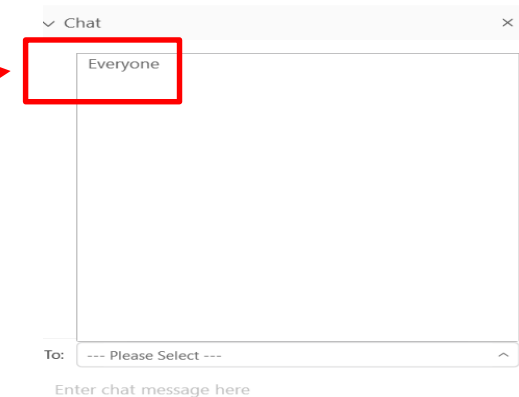 Chat
Everyone
To: --- Please Select ---
Enter chat message here